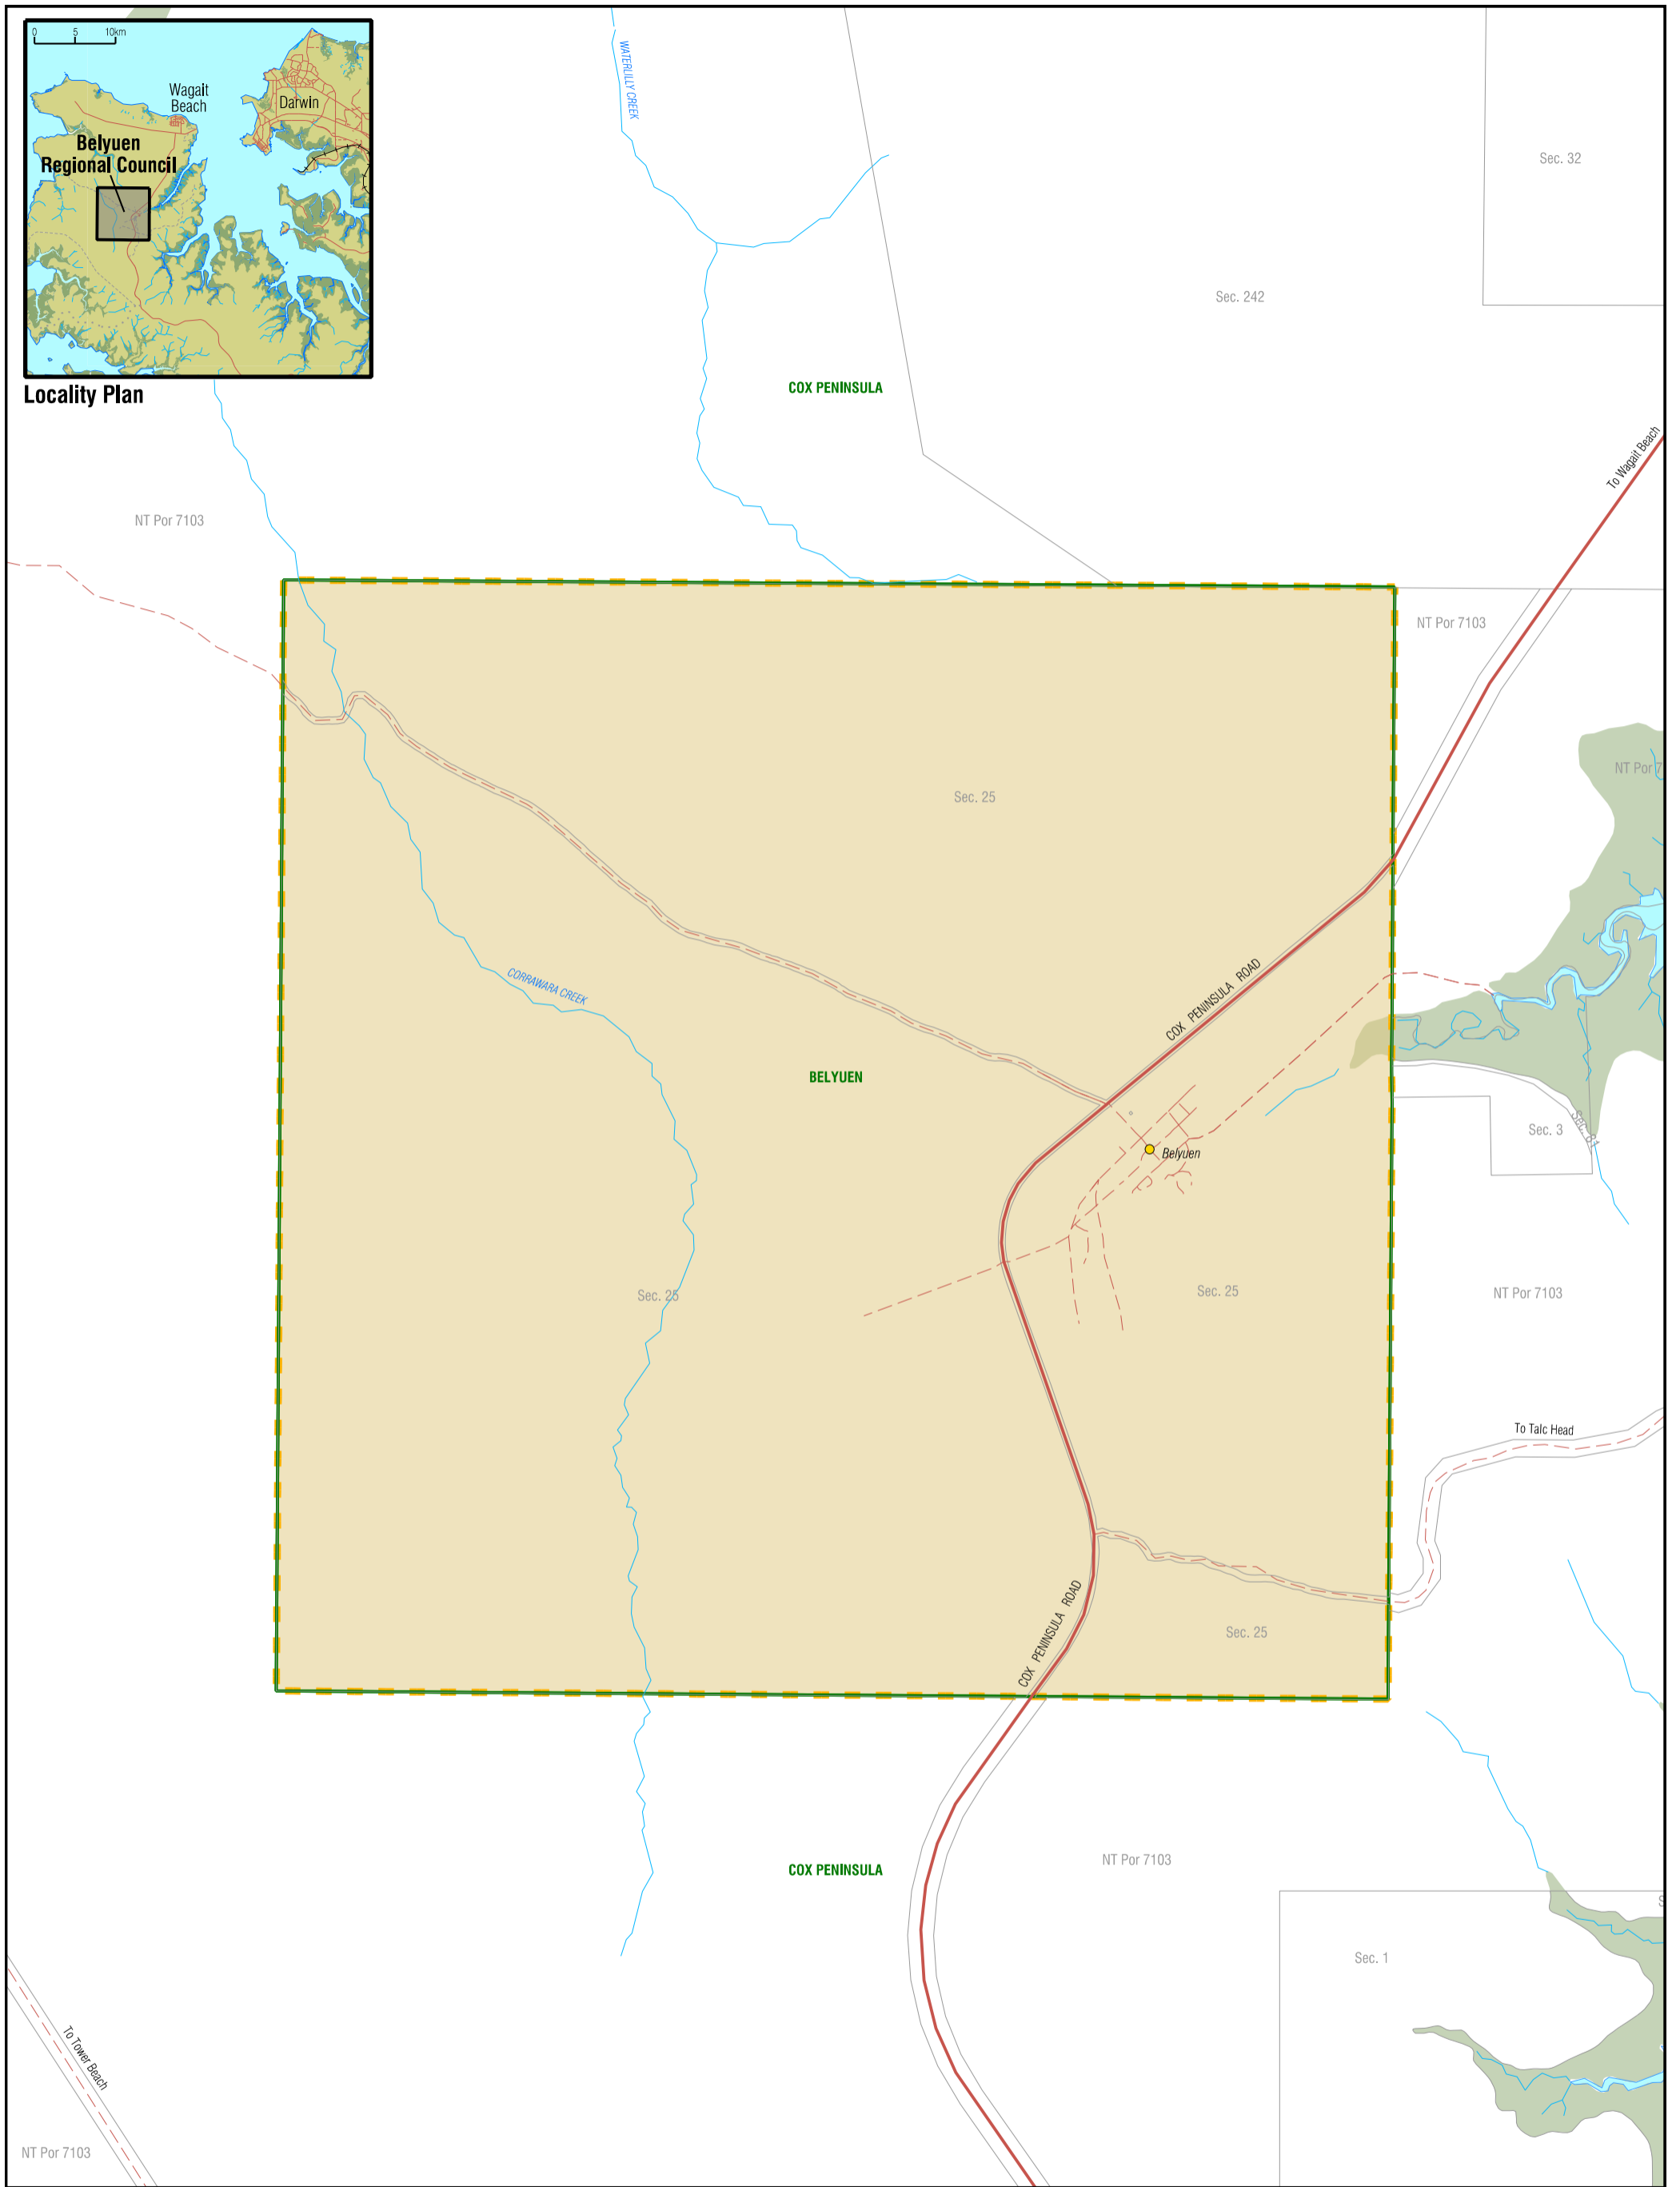 0 5 10km
Wagait
Beach
Darwin
Belyuen
Regional Council
Locality Plan
WATERLILLY CREEK
Sec. 32
Sec. 242
COX PENINSULA
To Wagait Beach
NT Por 7103
NT Por 7103
NT Por 7
Sec. 25
CORRAWARA CREEK
COX PENINSULA ROAD
BELYUEN
Sec. 3
Sec. 81
Belyuen
Sec. 25
Sec. 25
NT Por 7103
To Talc Head
COX PENINSULA ROAD
Sec. 25
COX PENINSULA
NT Por 7103
S
Sec. 1
To Tower Beach
NT Por 7103